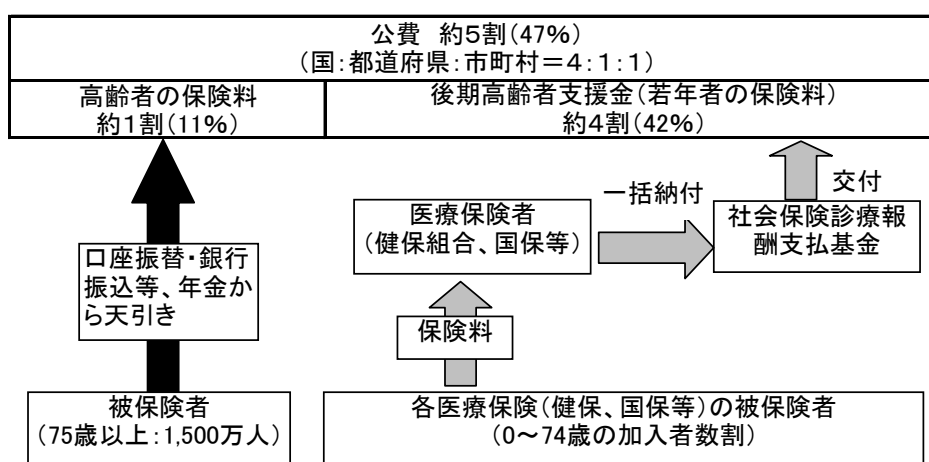 公費 約5割(47%)
(国:都道府県:市町村=4:1:1)
高齢者の保険料
約1割(11%)
後期高齢者支援金(若年者の保険料)
約4割(42%)
一括納付
交付
医療保険者
(健保組合、国保等)
社会保険診療報
酬支払基金
口座振替・銀行
振込等、年金か
ら天引き
保険料
被保険者
(75歳以上:1,500万人)
各医療保険(健保、国保等)の被保険者
(0~74歳の加入者数割)